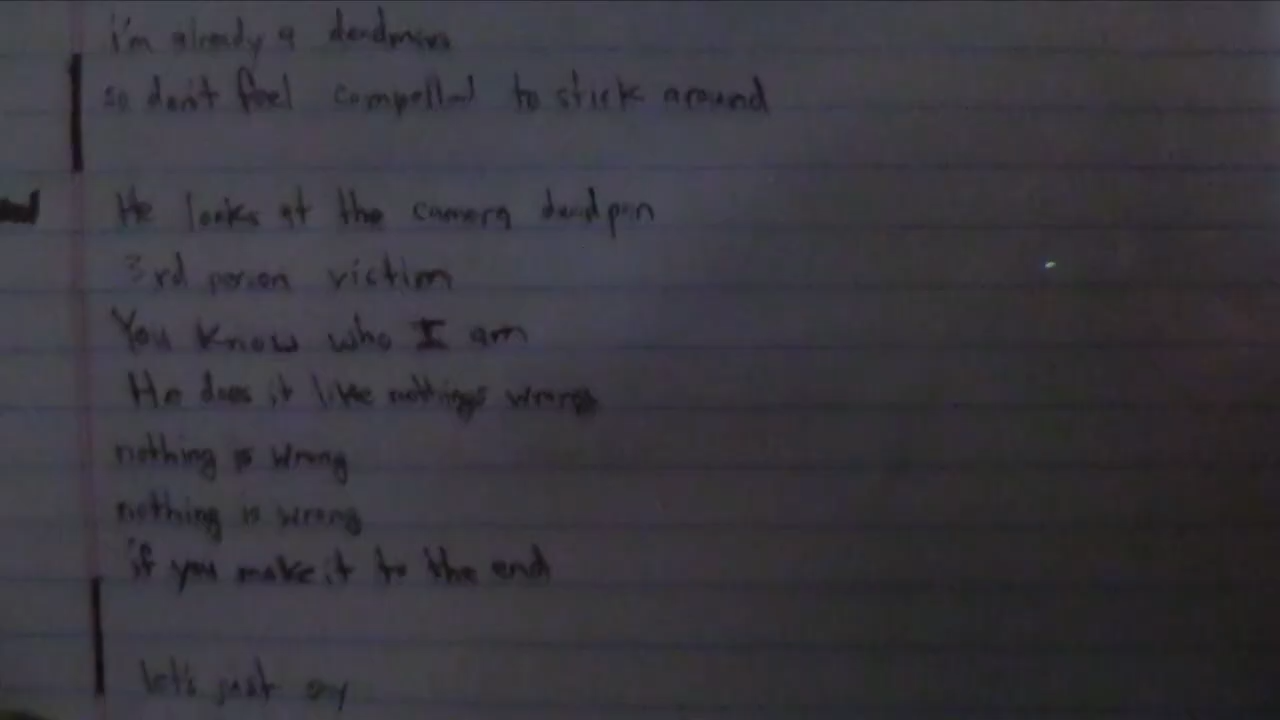 i'm already a deadman
so don't feel compelled to stick around
He looks at the camera deadpan
3rd person victim
You know who I am
He does it like nothings wrong
nothing is wrong
nothing is wrong
if you make it to the end
let's just say